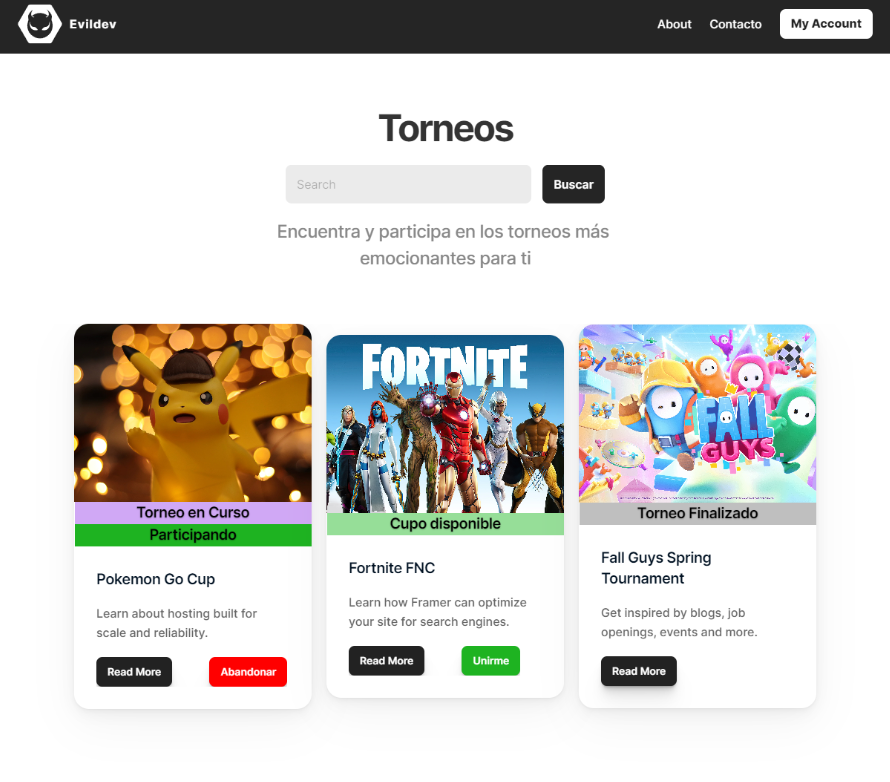 Evildev
About
Contacto
My Account
Torneos
Search
Buscar
Encuentra y participa en los torneos más
emocionantes para ti
Torneo en Curso
Participando
Pokemon Go Cup
Learn about hosting built for
scale and reliability.
Read More
Abandonar
FORTNITE
Cupo disponible
Fortnite FNC
Learn how Framer can optimize
your site for search engines.
Read More
Unirme
FALL
GUYS
Torneo Finalizado
Fall Guys Spring
Tournament
Get inspired by blogs, job
openings, events and more.
Read More